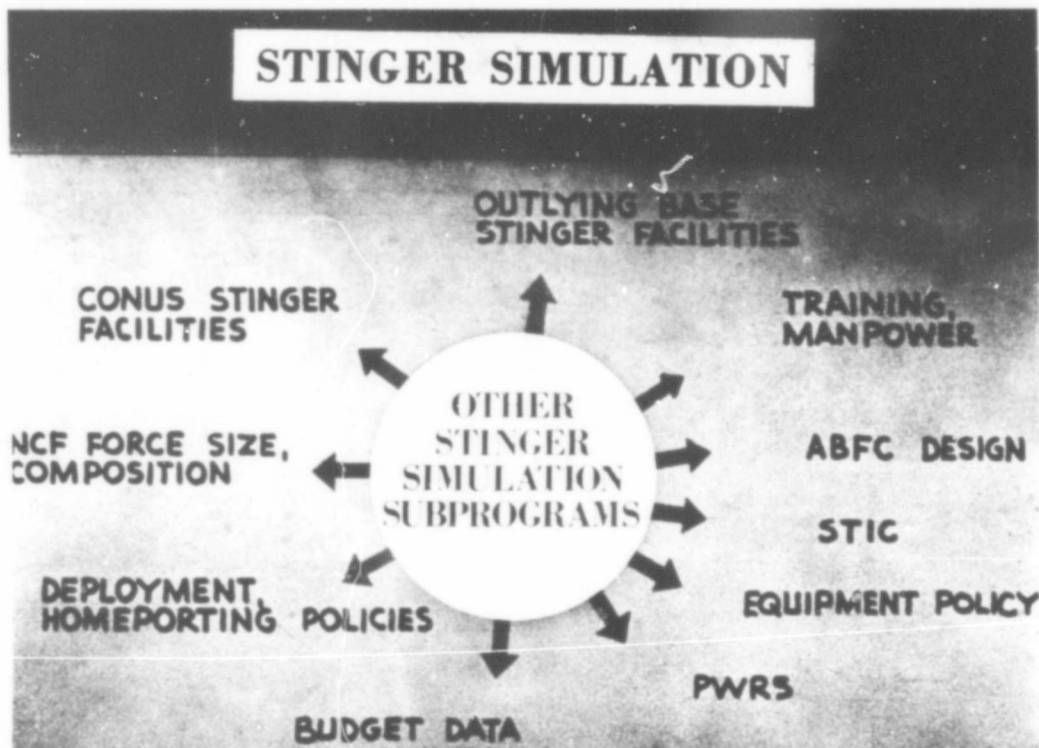 STINGER SIMULATION
OUTLYING BASE
STINGER FACILITIES
CONUS STINGER
FACILITIES
TRAINING,
MANPOWER
OTHER
STINGER
SIMULATION
SUBPROGRAMS
NCF FORCE SIZE,
COMPOSITION
ABFC DESIGN
STIC
DEPLOYMENT,
HOMEPORTING POLICIES
EQUIPMENT POLICY
PWRS
BUDGET DATA